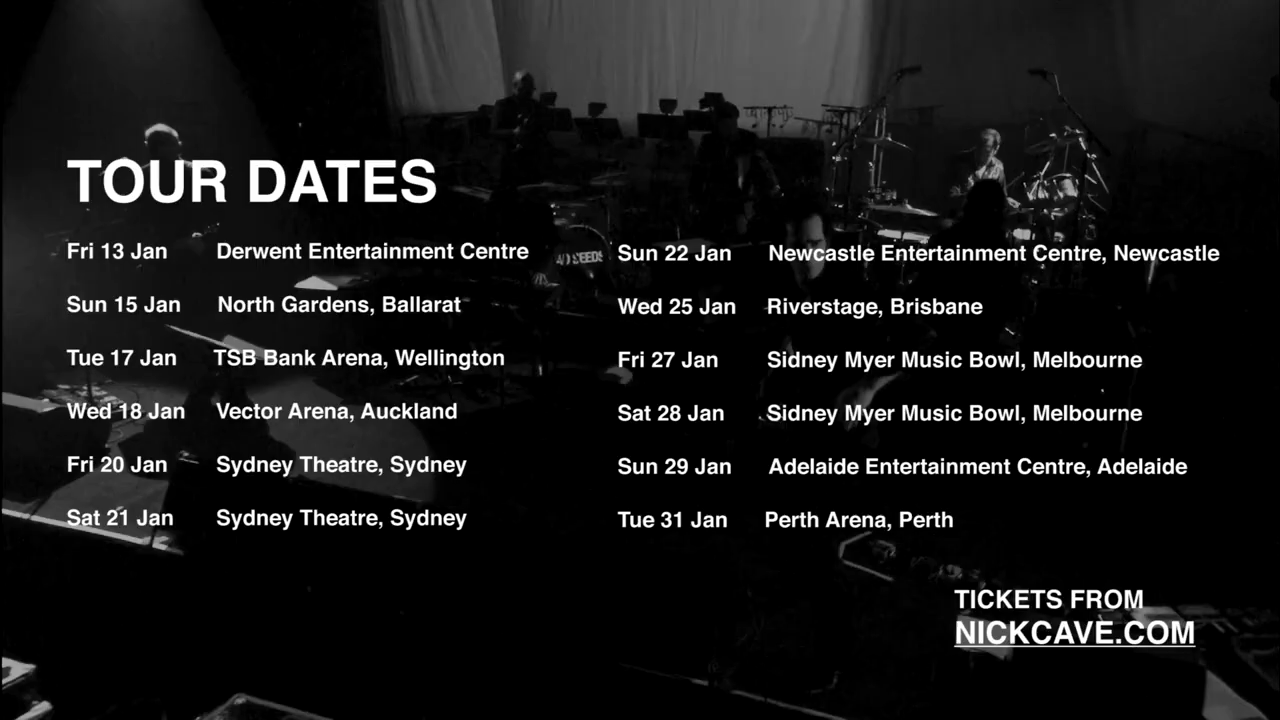 TOUR DATES
Fri 13 Jan Derwent Entertainment Centre
Sun 15 Jan North Gardens, Ballarat
Tue 17 Jan TSB Bank Arena, Wellington
Wed 18 Jan Vector Arena, Auckland
Fri 20 Jan Sydney Theatre, Sydney
Sat 21 Jan Sydney Theatre, Sydney
Sun 22 Jan Newcastle Entertainment Centre, Newcastle
Wed 25 Jan Riverstage, Brisbane
Fri 27 Jan Sidney Myer Music Bowl, Melbourne
Sat 28 Jan Sidney Myer Music Bowl, Melbourne
Sun 29 Jan Adelaide Entertainment Centre, Adelaide
Tue 31 Jan Perth Arena, Perth
TICKETS FROM
NICKCAVE.COM
SEEDS